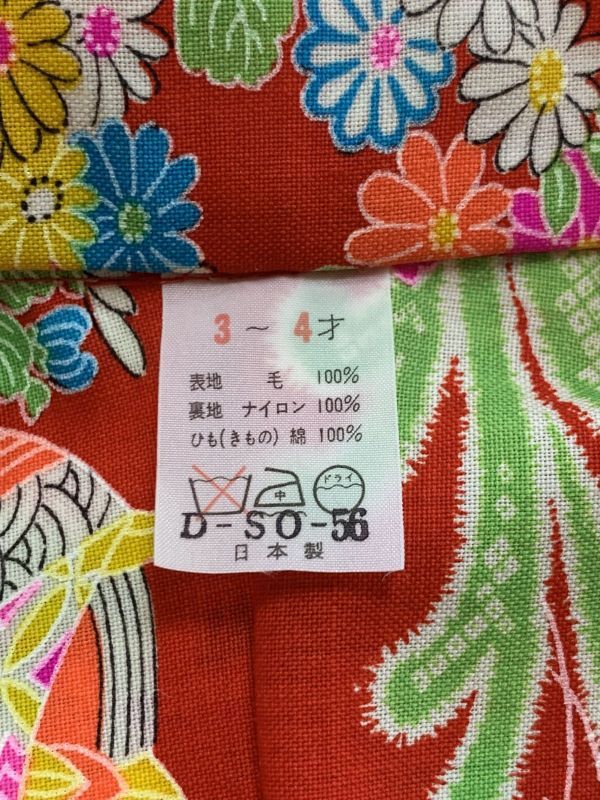 3～4才
表地 毛 100%
裏地 ナイロン 100%
ひも(きもの) 綿 100%
中 ドライ
D-SO-56
日本製